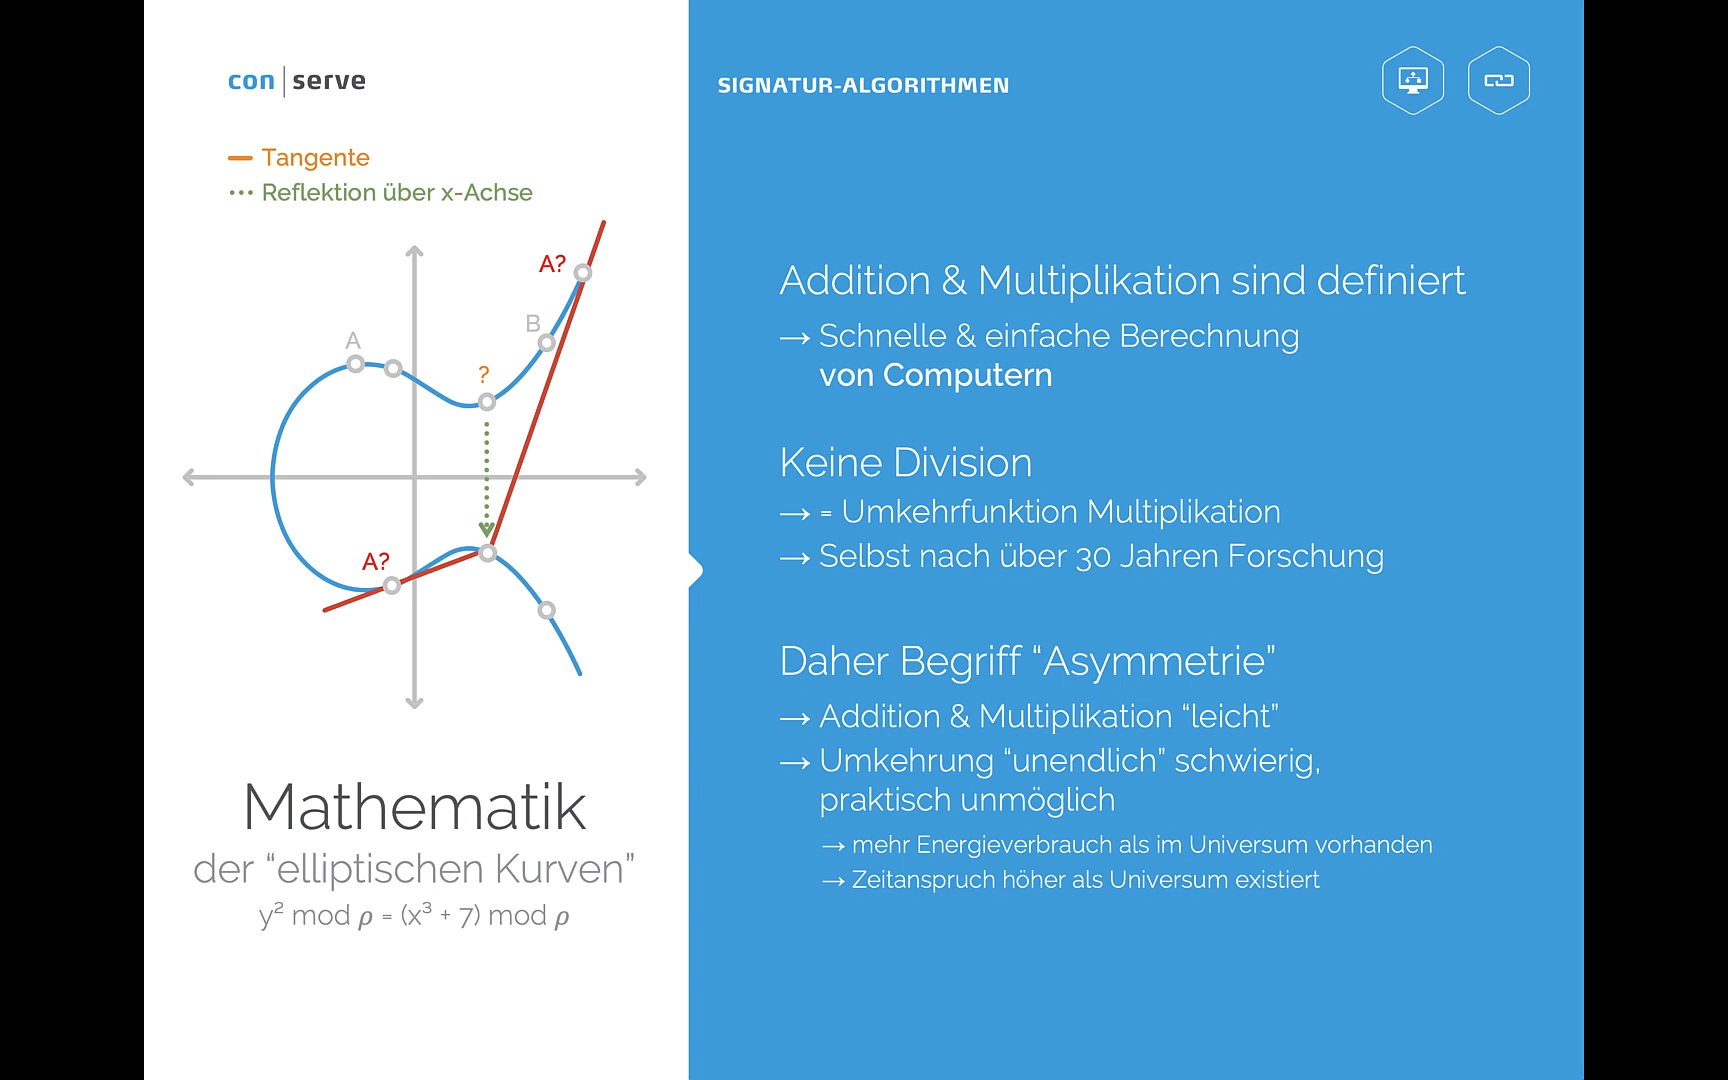 con serve
Tangente
Reflektion über x-Achse
A?
A
B
?
A?
Mathematik
der “elliptischen Kurven”
y² mod ρ = (x³ + 7) mod ρ
SIGNATUR-ALGORITHMEN
Addition & Multiplikation sind definiert
→ Schnelle & einfache Berechnung
von Computern
Keine Division
→ = Umkehrfunktion Multiplikation
→ Selbst nach über 30 Jahren Forschung
Daher Begriff “Asymmetrie”
→ Addition & Multiplikation “leicht”
→ Umkehrung “unendlich” schwierig,
praktisch unmöglich
→ mehr Energieverbrauch als im Universum vorhanden
→ Zeitanspruch höher als Universum existiert